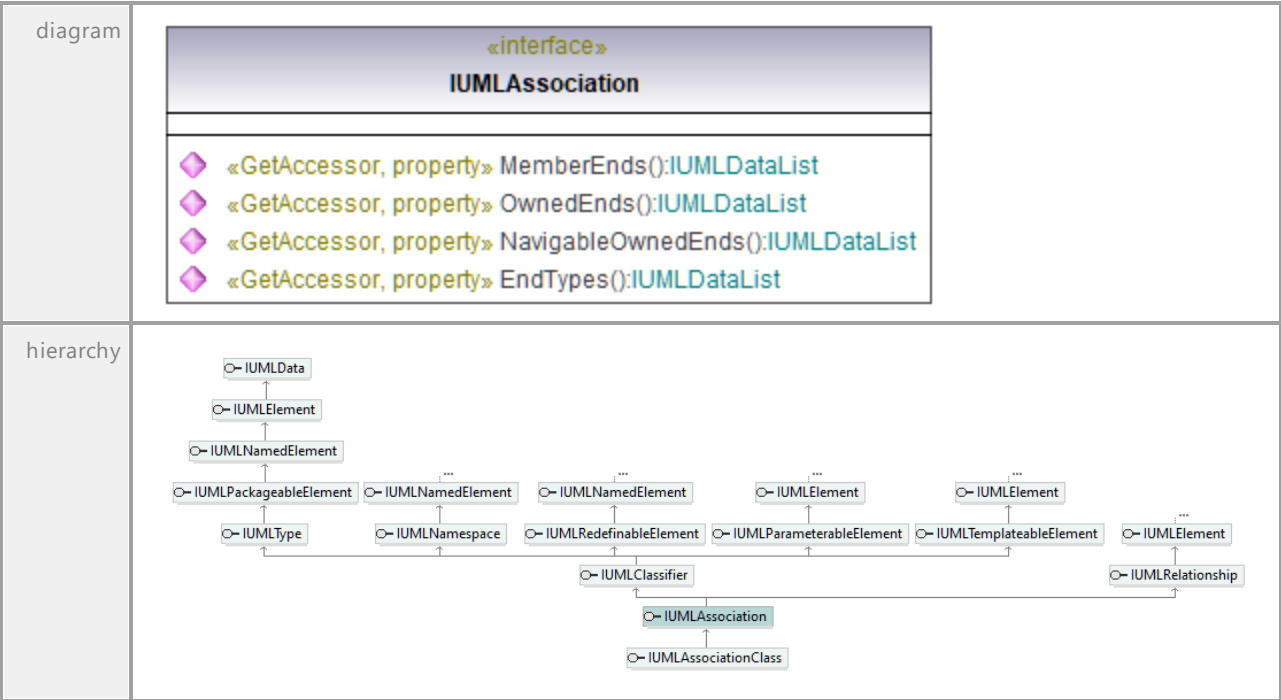 diagram
«interface»
IUMLAssociation
«GetAccessor, property» MemberEnds():IUMLDataList
«GetAccessor, property» OwnedEnds():IUMLDataList
«GetAccessor, property» NavigableOwnedEnds():IUMLDataList
«GetAccessor, property» EndTypes():IUMLDataList
hierarchy
IUMLData
IUMLElement
IUMLNamedElement
... ... ... ...
IUMLPackageableElement IUMLNamedElement IUMLNamedElement IUMLElement IUMLElement
...
IUMLType IUMLNamespace IUMLRedefinableElement IUMLParameterableElement IUMLTemplateableElement IUMLElement
IUMLClassifier IUMLRelationship
IUMLAssociation
IUMLAssociationClass